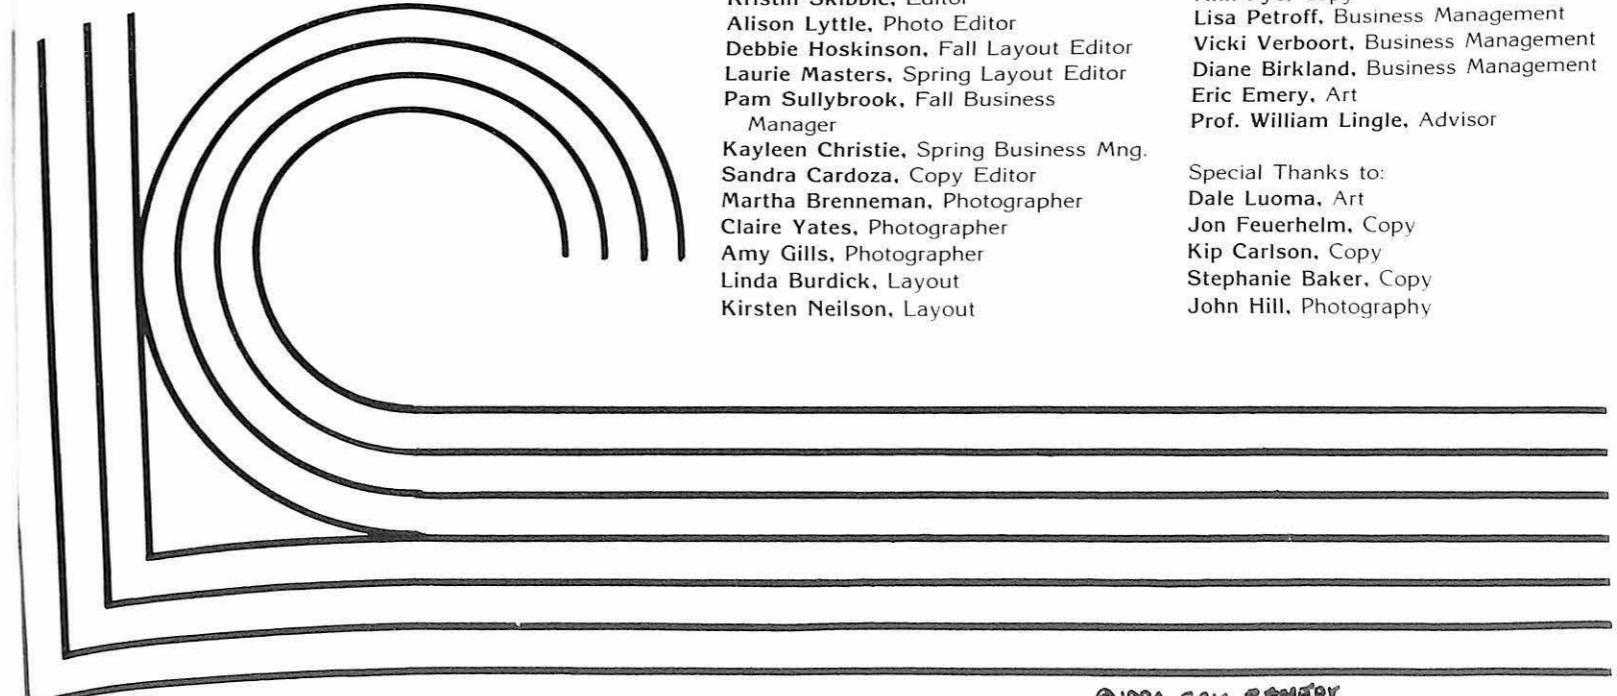 Alison Lyttle, Photo Editor
Debbie Hoskinson, Fall Layout Editor
Laurie Masters, Spring Layout Editor
Pam Sullybrook, Fall Business
Manager
Kayleen Christie, Spring Business Mng.
Sandra Cardoza, Copy Editor
Martha Brenneman, Photographer
Claire Yates, Photographer
Amy Gills, Photographer
Linda Burdick, Layout
Kirsten Neilson, Layout
Lisa Petroff, Business Management
Vicki Verboort, Business Management
Diane Birkland, Business Management
Eric Emery, Art
Prof. William Lingle, Advisor
Special Thanks to:
Dale Luoma, Art
Jon Feuerhelm, Copy
Kip Carlson, Copy
Stephanie Baker, Copy
John Hill, Photography